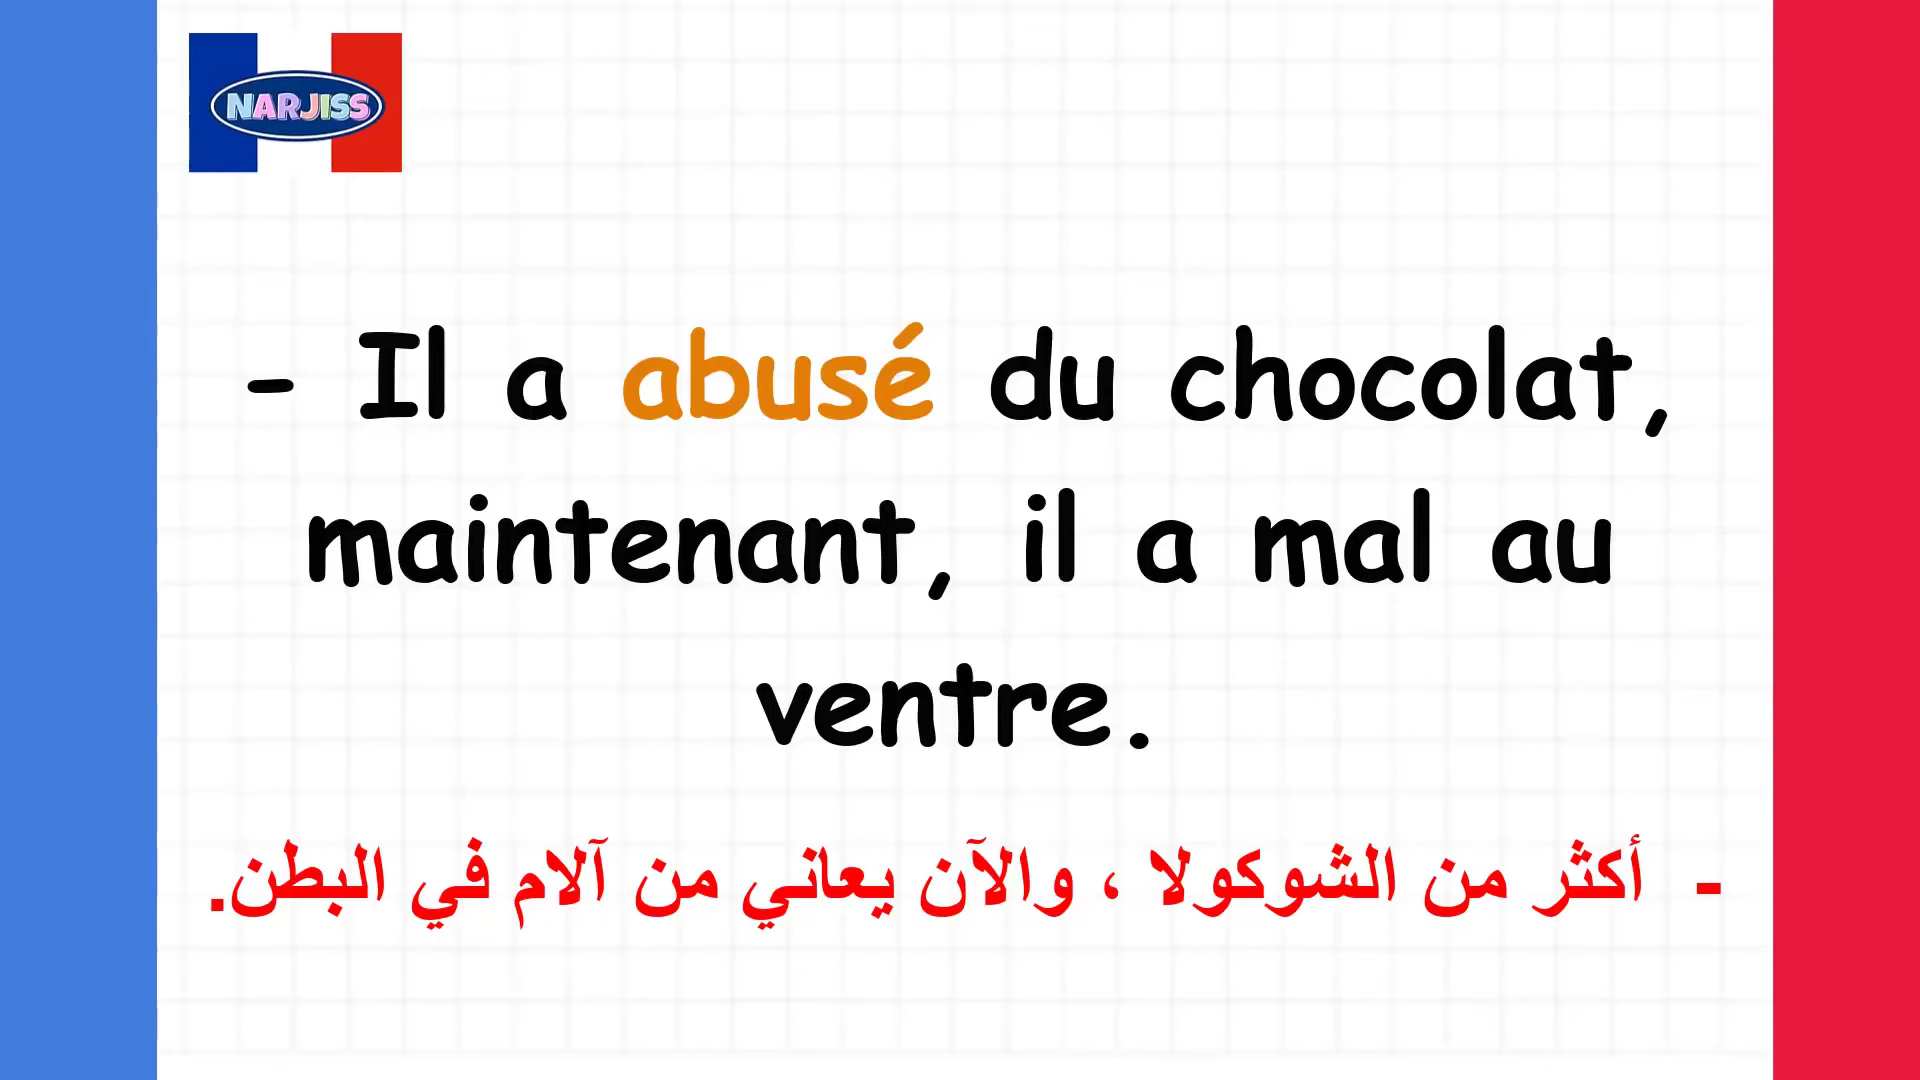 NARJISS
- Il a abusé du chocolat,
maintenant, il a mal au
ventre.
- أكثر من الشوكولا ، والآن يعاني من آلام في البطن.